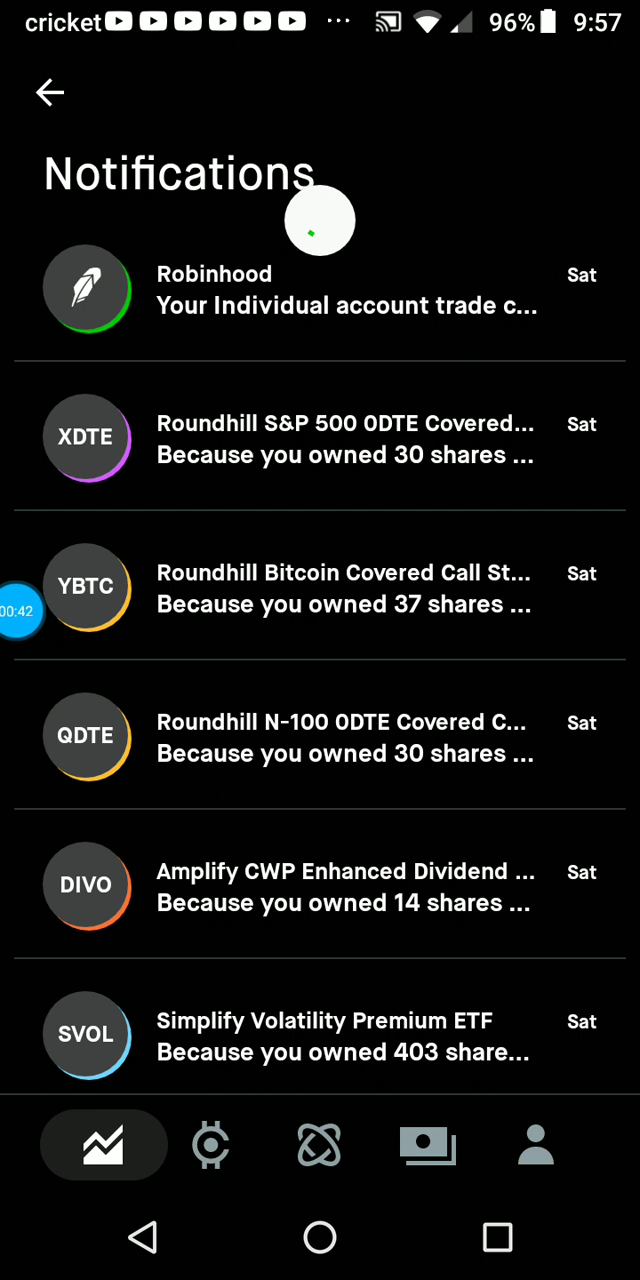 cricket ... 96% 9:57
Notifications
Robinhood Sat
Your Individual account trade c...
XDTE
Roundhill S&P 500 0DTE Covered... Sat
Because you owned 30 shares ...
YBTC
Roundhill Bitcoin Covered Call St... Sat
Because you owned 37 shares ...
00:42
QDTE
Roundhill N-100 0DTE Covered C... Sat
Because you owned 30 shares ...
DIVO
Amplify CWP Enhanced Dividend ... Sat
Because you owned 14 shares ...
SVOL
Simplify Volatility Premium ETF Sat
Because you owned 403 share...